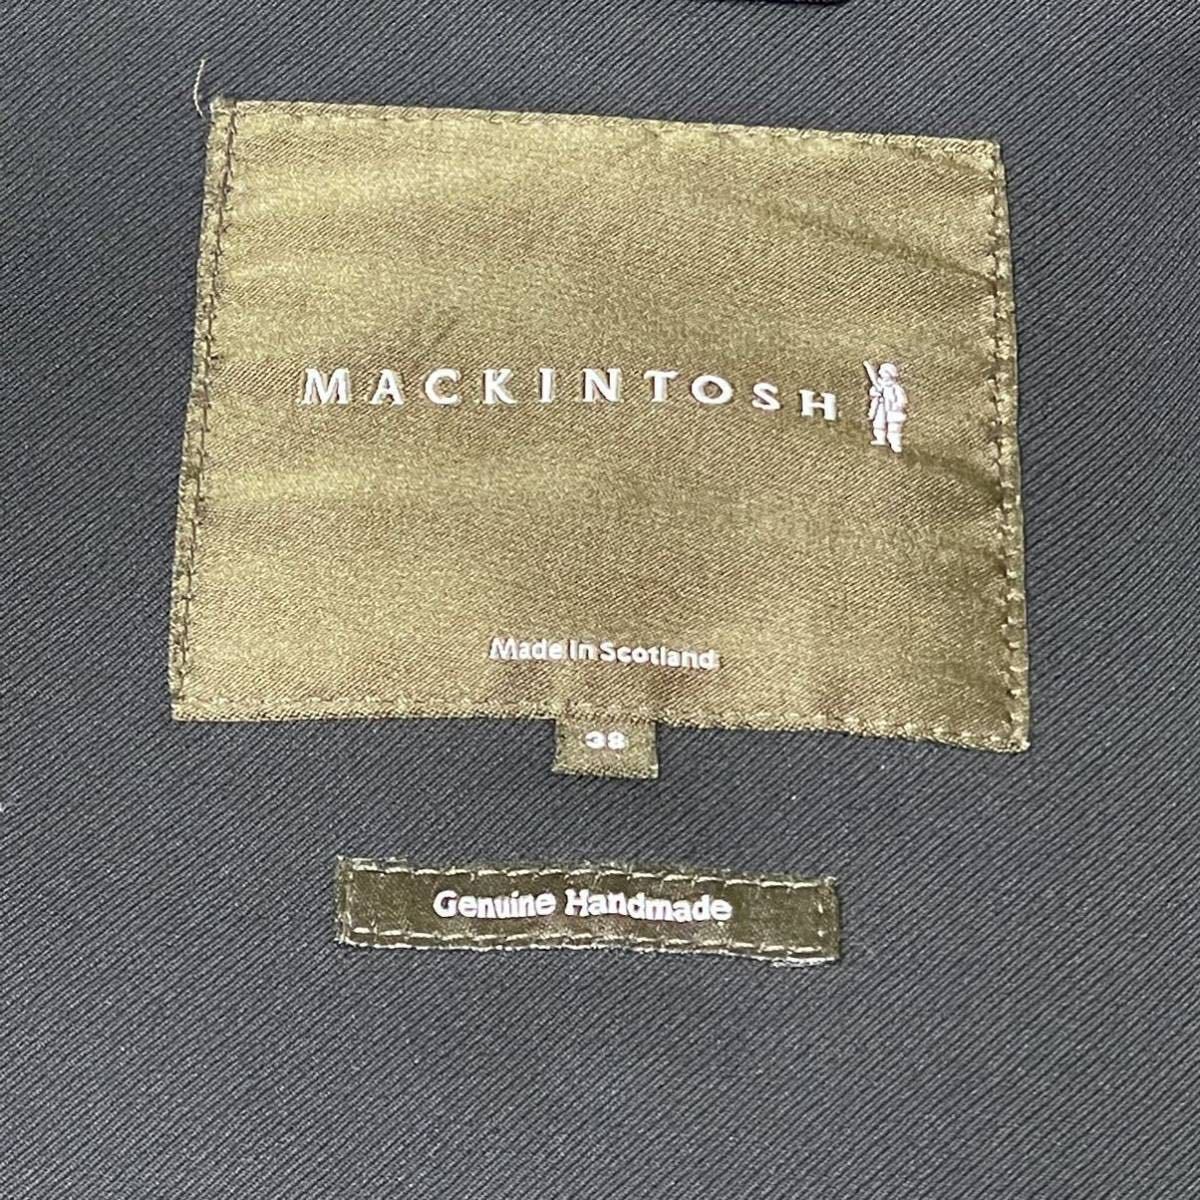 MACKINTOSH
Made in Scotland
38
Genuine Handmade